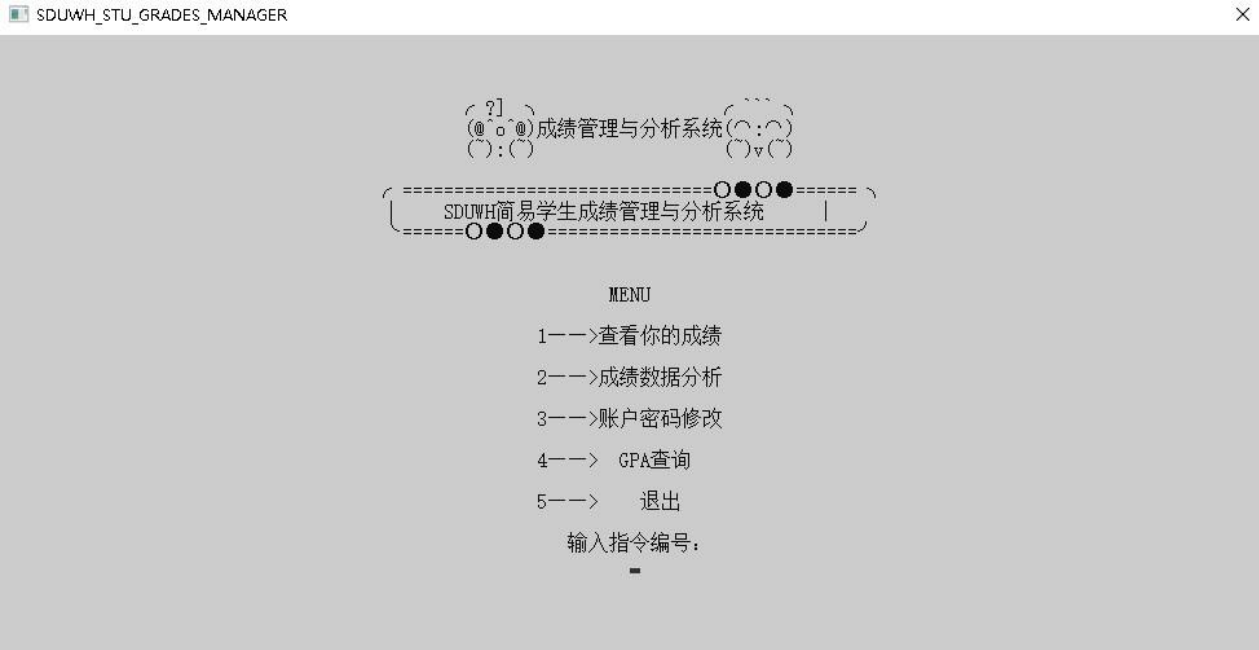 SDUWH_STU_GRADES_MANAGER
╭ ?] ╮ ╭ ``` ╮
(@^o^@)成绩管理与分析系统(⌒:⌒)
(~):(~) (~)v(~)
╭ ==============================○●○●====== ╮
│ SDUWH简易学生成绩管理与分析系统 │
╰======○●○●==============================╯
MENU
1——>查看你的成绩
2——>成绩数据分析
3——>账户密码修改
4——> GPA查询
5——> 退出
输入指令编号: